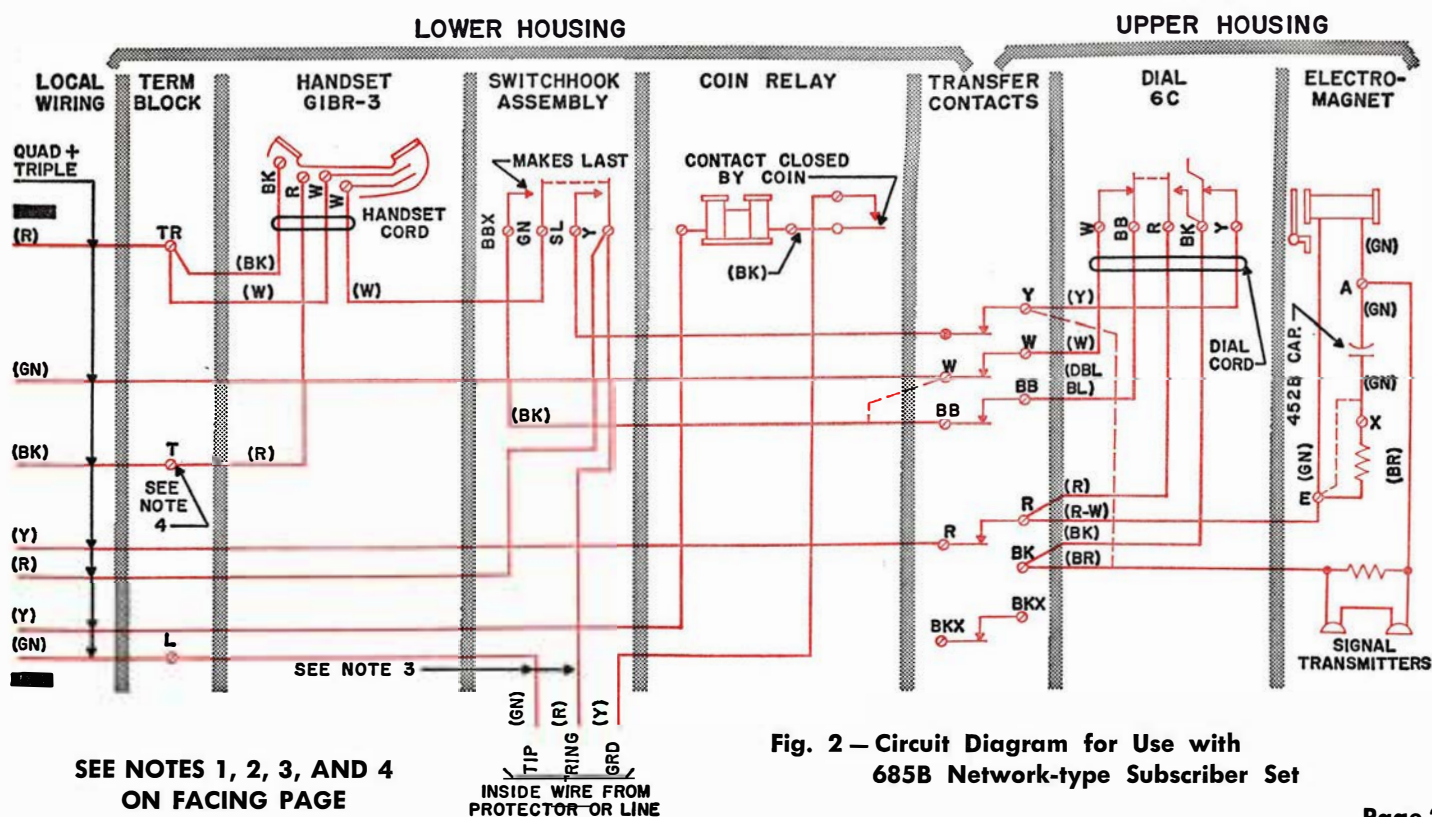 LOWER HOUSING
UPPER HOUSING
LOCAL WIRING
TERM BLOCK
HANDSET G1BR-3
SWITCHHOOK ASSEMBLY
COIN RELAY
TRANSFER CONTACTS
DIAL 6C
ELECTRO-MAGNET
QUAD + TRIPLE
(R)
TR
(BK)
(W)
(W)
BK
R
W
W
HANDSET CORD
MAKES LAST
BBX
GN
SL
Y
CONTACT CLOSED BY COIN
(BK)
W
BB
R
BK
Y
DIAL CORD
(GN)
A
(GN)
452B CAP.
(GN)
X
(BR)
(GN)
E
Y
(Y)
W
(W)
W
(DBL BL)
BB
BB
(GN)
(BK)
(BK)
T
(R)
SEE NOTE 4
R
(R)
(R-W)
R
(BK)
BK
(BR)
(Y)
(R)
(Y)
(GN)
L
BKX
BKX
SIGNAL TRANSMITTERS
SEE NOTE 3
(GN)
(R)
(Y)
TIP
RING
GRD
INSIDE WIRE FROM
PROTECTOR OR LINE
SEE NOTES 1, 2, 3, AND 4
ON FACING PAGE
Fig. 2 — Circuit Diagram for Use with
685B Network-type Subscriber Set